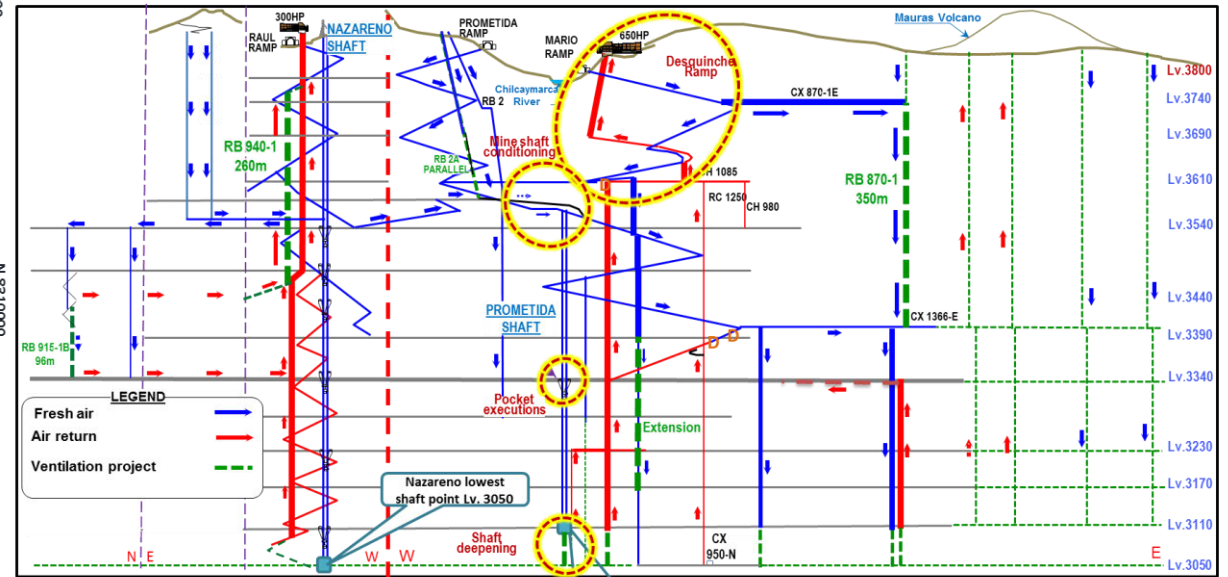 300HP
NAZARENO
SHAFT
RAUL
RAMP
PROMETIDA
RAMP
MARIO
RAMP
650HP
Mauras Volcano
Desquinche
Ramp
Lv.3800
Chilcaymarca
River
CX 870-1E
Lv.3740
RB 2
RB 940-1
260m
Mine shaft
conditioning
Lv.3690
RB 2A
PARALLEL
CH 1085
D
RB 870-1
350m
Lv.3610
RC 1250
CH 980
Lv.3540
PROMETIDA
SHAFT
Lv.3440
CX 1366-E
RB 915-1B
96m
D
D
Lv.3390
Lv.3340
LEGEND
Fresh air
Air return
Ventilation project
Pocket
executions
Extension
Lv.3230
Nazareno lowest
shaft point Lv. 3050
Lv.3170
Shaft
deepening
Lv.3110
CX
950-N
N E
W
W
E
Lv.3050